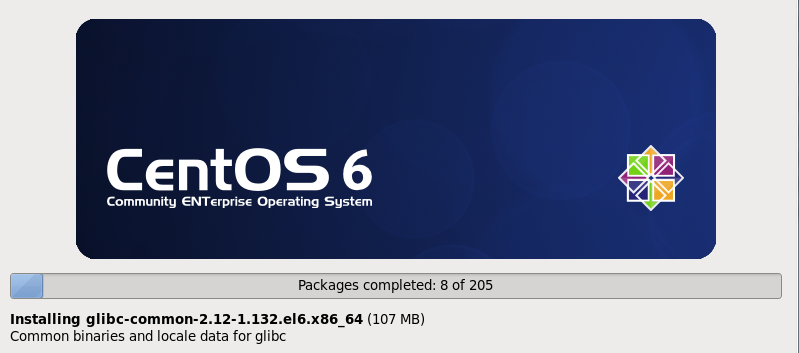 CentOS 6
Community ENTerprise Operating System
Packages completed: 8 of 205
Installing glibc-common-2.12-1.132.el6.x86_64 (107 MB)
Common binaries and locale data for glibc